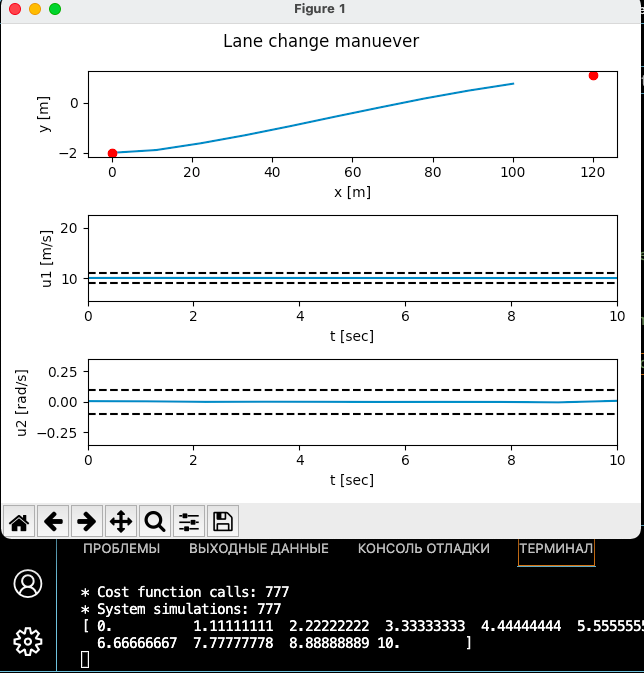 Figure 1
Lane change manuever
0
−2
y [m]
0 20 40 60 80 100 120
x [m]
20
10
u1 [m/s]
0 2 4 6 8 10
t [sec]
0.25
0.00
−0.25
u2 [rad/s]
0 2 4 6 8 10
t [sec]
ПРОБЛЕМЫ ВЫХОДНЫЕ ДАННЫЕ КОНСОЛЬ ОТЛАДКИ ТЕРМИНАЛ
* Cost function calls: 777
* System simulations: 777
[ 0. 1.11111111 2.22222222 3.33333333 4.44444444 5.5555555
6.66666667 7.77777778 8.88888889 10. ]